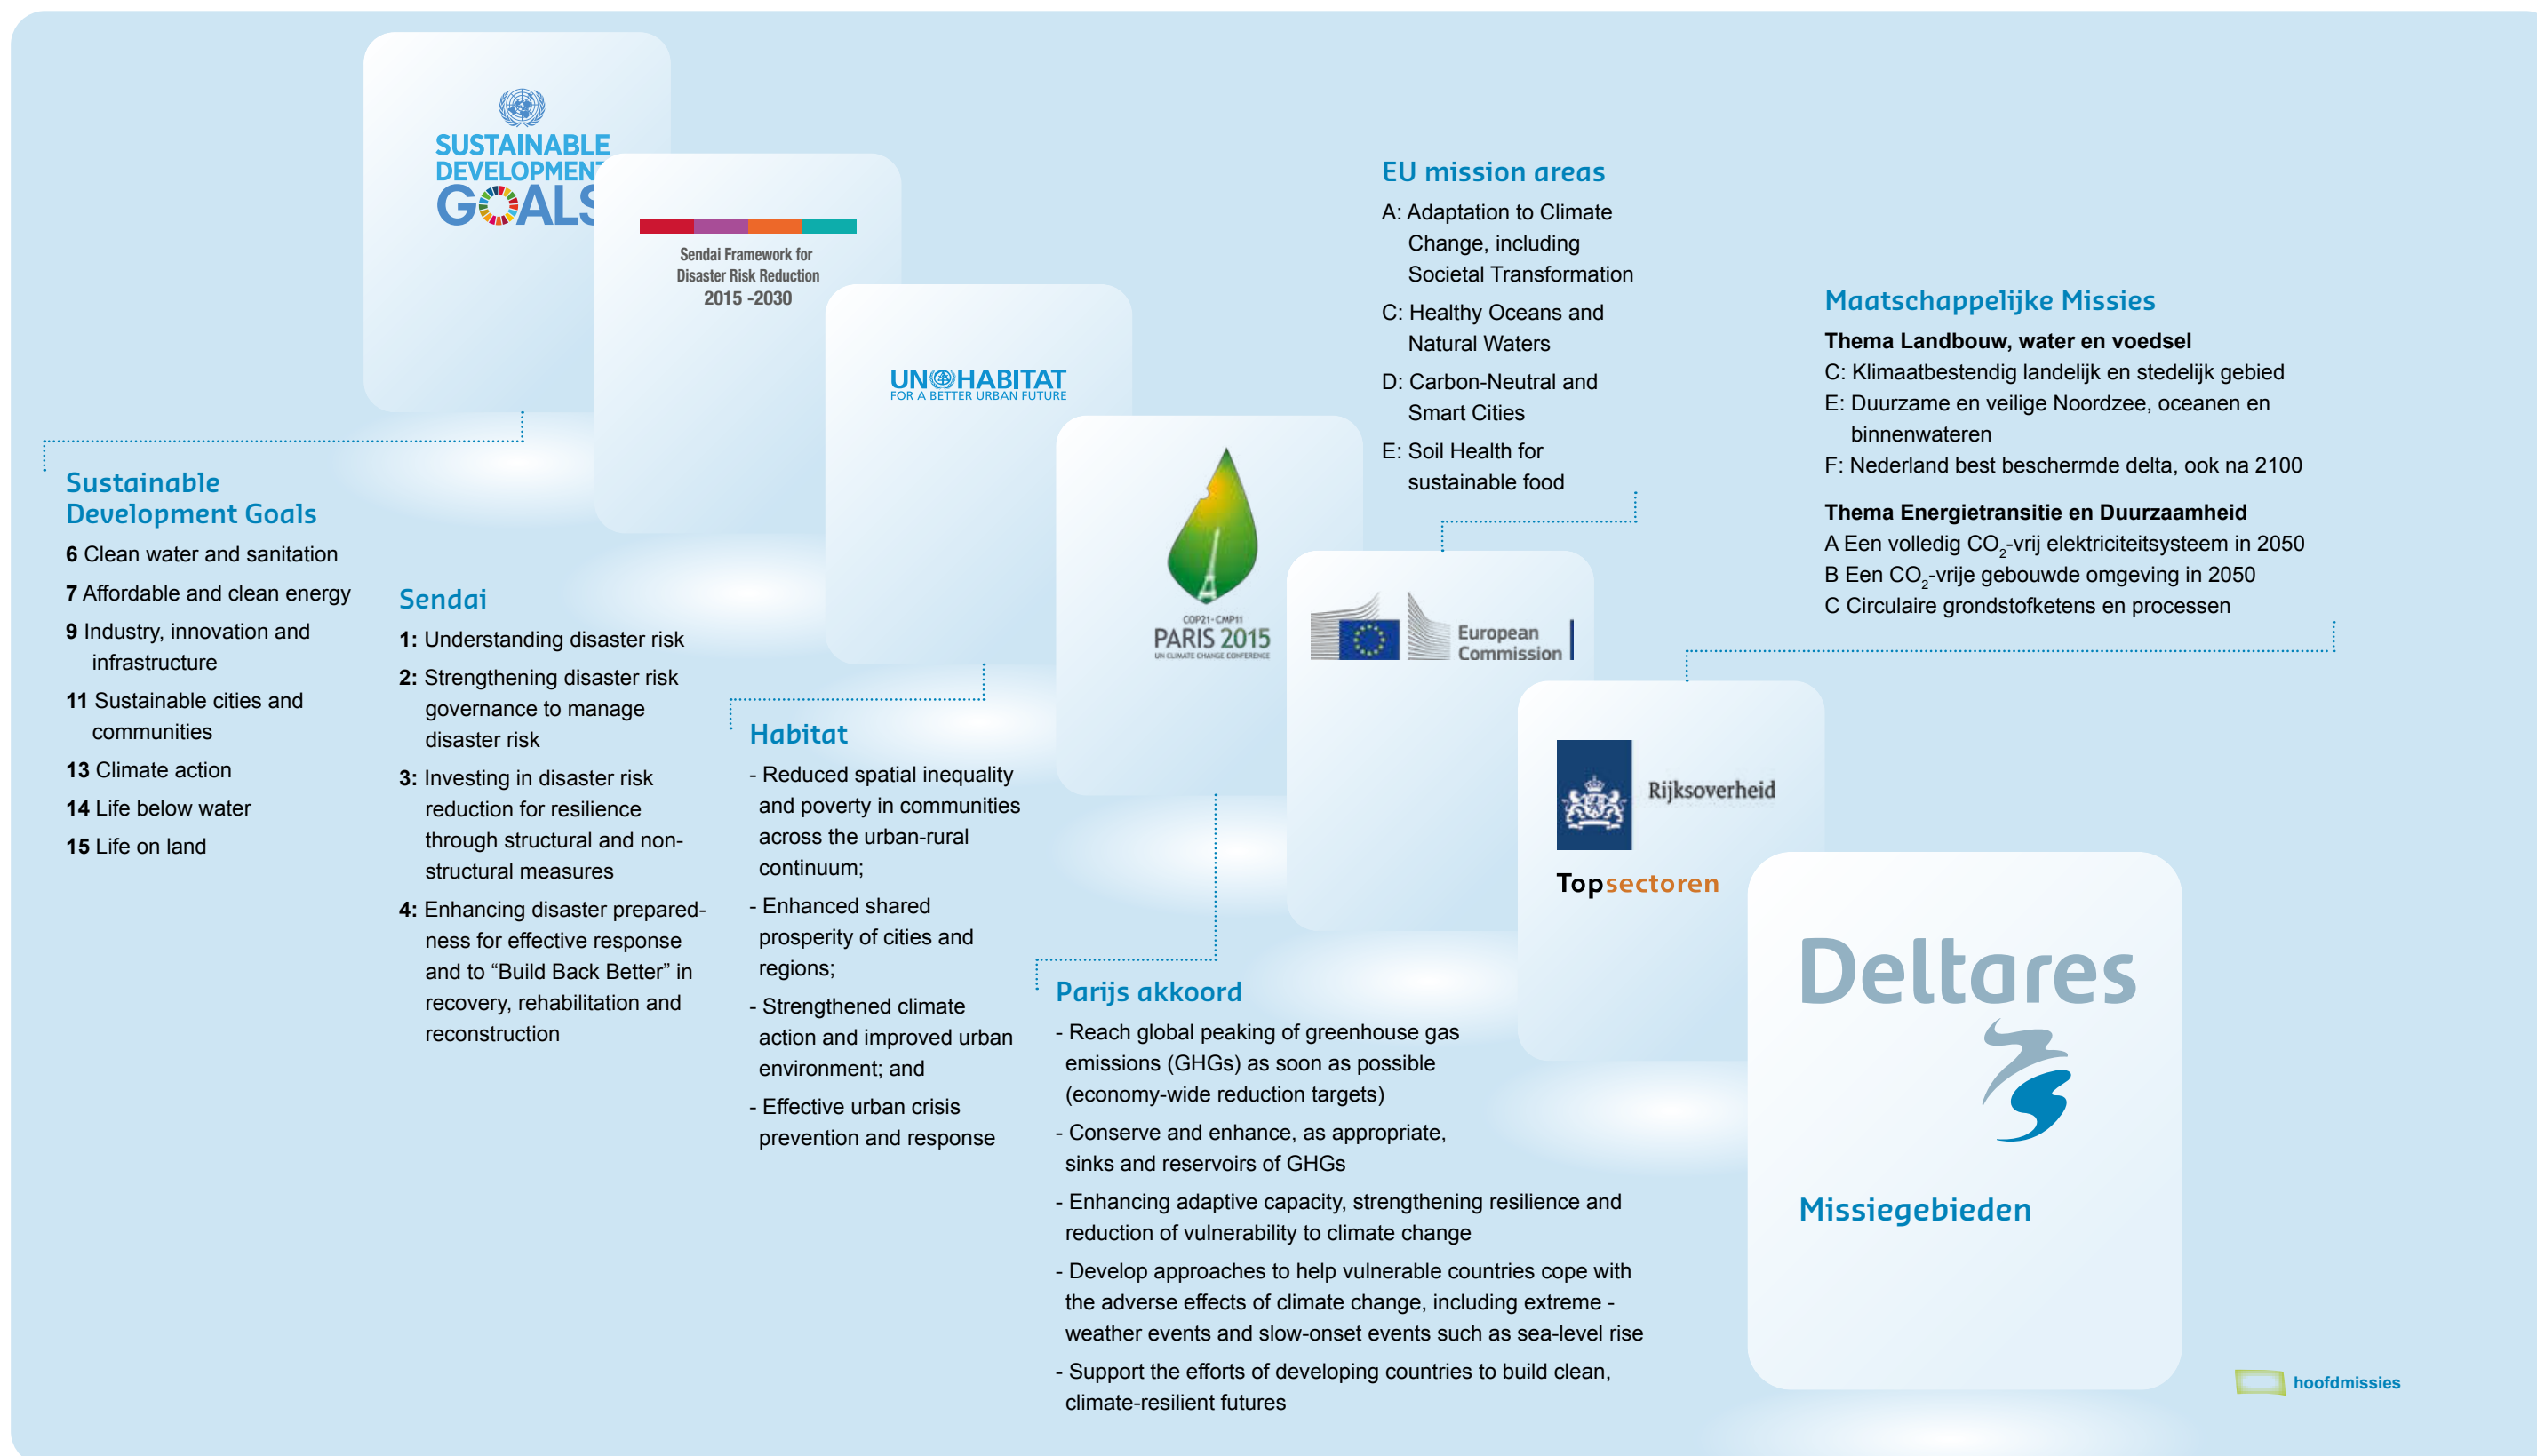 SUSTAINABLE
DEVELOPMENT
GOALS
Sendai Framework for
Disaster Risk Reduction
2015 -2030
UN HABITAT
FOR A BETTER URBAN FUTURE
COP21·CMP11
PARIS 2015
UN CLIMATE CHANGE CONFERENCE
European
Commission
Rijksoverheid
Topsectoren
Deltares
Missiegebieden
Sustainable
Development Goals
6 Clean water and sanitation
7 Affordable and clean energy
9 Industry, innovation and
infrastructure
11 Sustainable cities and
communities
13 Climate action
14 Life below water
15 Life on land
Sendai
1: Understanding disaster risk
2: Strengthening disaster risk
governance to manage
disaster risk
3: Investing in disaster risk
reduction for resilience
through structural and non-
structural measures
4: Enhancing disaster prepared-
ness for effective response
and to “Build Back Better” in
recovery, rehabilitation and
reconstruction
Habitat
- Reduced spatial inequality
and poverty in communities
across the urban-rural
continuum;
- Enhanced shared
prosperity of cities and
regions;
- Strengthened climate
action and improved urban
environment; and
- Effective urban crisis
prevention and response
Parijs akkoord
- Reach global peaking of greenhouse gas
emissions (GHGs) as soon as possible
(economy-wide reduction targets)
- Conserve and enhance, as appropriate,
sinks and reservoirs of GHGs
- Enhancing adaptive capacity, strengthening resilience and
reduction of vulnerability to climate change
- Develop approaches to help vulnerable countries cope with
the adverse effects of climate change, including extreme -
weather events and slow-onset events such as sea-level rise
- Support the efforts of developing countries to build clean,
climate-resilient futures
EU mission areas
A: Adaptation to Climate
Change, including
Societal Transformation
C: Healthy Oceans and
Natural Waters
D: Carbon-Neutral and
Smart Cities
E: Soil Health for
sustainable food
Maatschappelijke Missies
Thema Landbouw, water en voedsel
C: Klimaatbestendig landelijk en stedelijk gebied
E: Duurzame en veilige Noordzee, oceanen en
binnenwateren
F: Nederland best beschermde delta, ook na 2100
Thema Energietransitie en Duurzaamheid
A Een volledig CO₂-vrij elektriciteitsysteem in 2050
B Een CO₂-vrije gebouwde omgeving in 2050
C Circulaire grondstofketens en processen
hoofdmissies